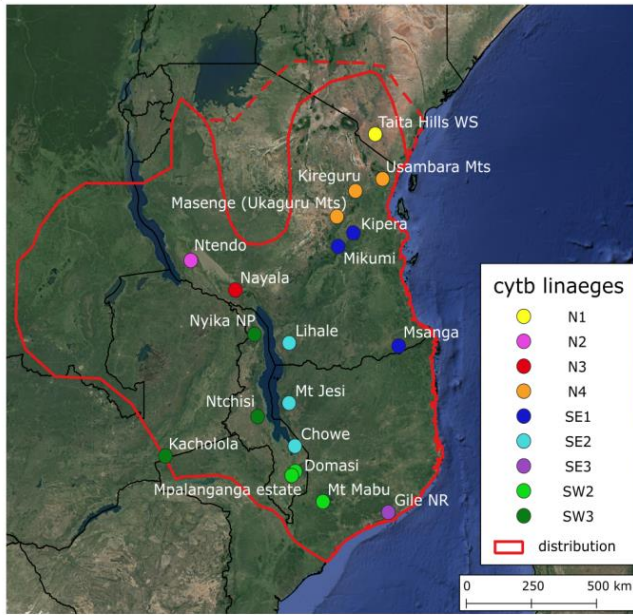 Taita Hills WS
Usambara Mts
Kireguru
Masenge (Ukaguru Mts)
Kipera
Ntendo
Mikumi
Nayala
Nyika NP
Lihale
Msanga
Mt Jesi
Ntchisi
Chowe
Kacholola
Domasi
Mpalanganga estate
Mt Mabu
Gile NR
cytb linaeges
N1
N2
N3
N4
SE1
SE2
SE3
SW2
SW3
distribution
0 250 500 km